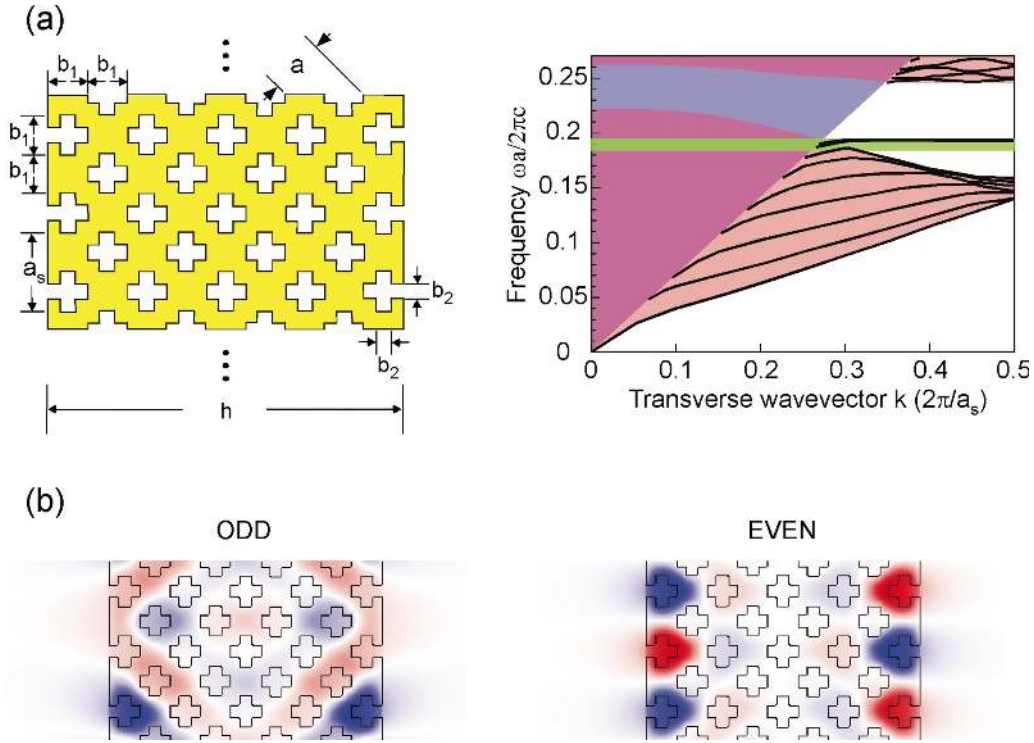 (a)
b₁ b₁
a
b₁
b₁
aₛ
b₂
b₂
h
Frequency ωa/2πc
0.25
0.2
0.15
0.1
0.05
0
0 0.1 0.2 0.3 0.4 0.5
Transverse wavevector k (2π/aₛ)
(b)
ODD EVEN